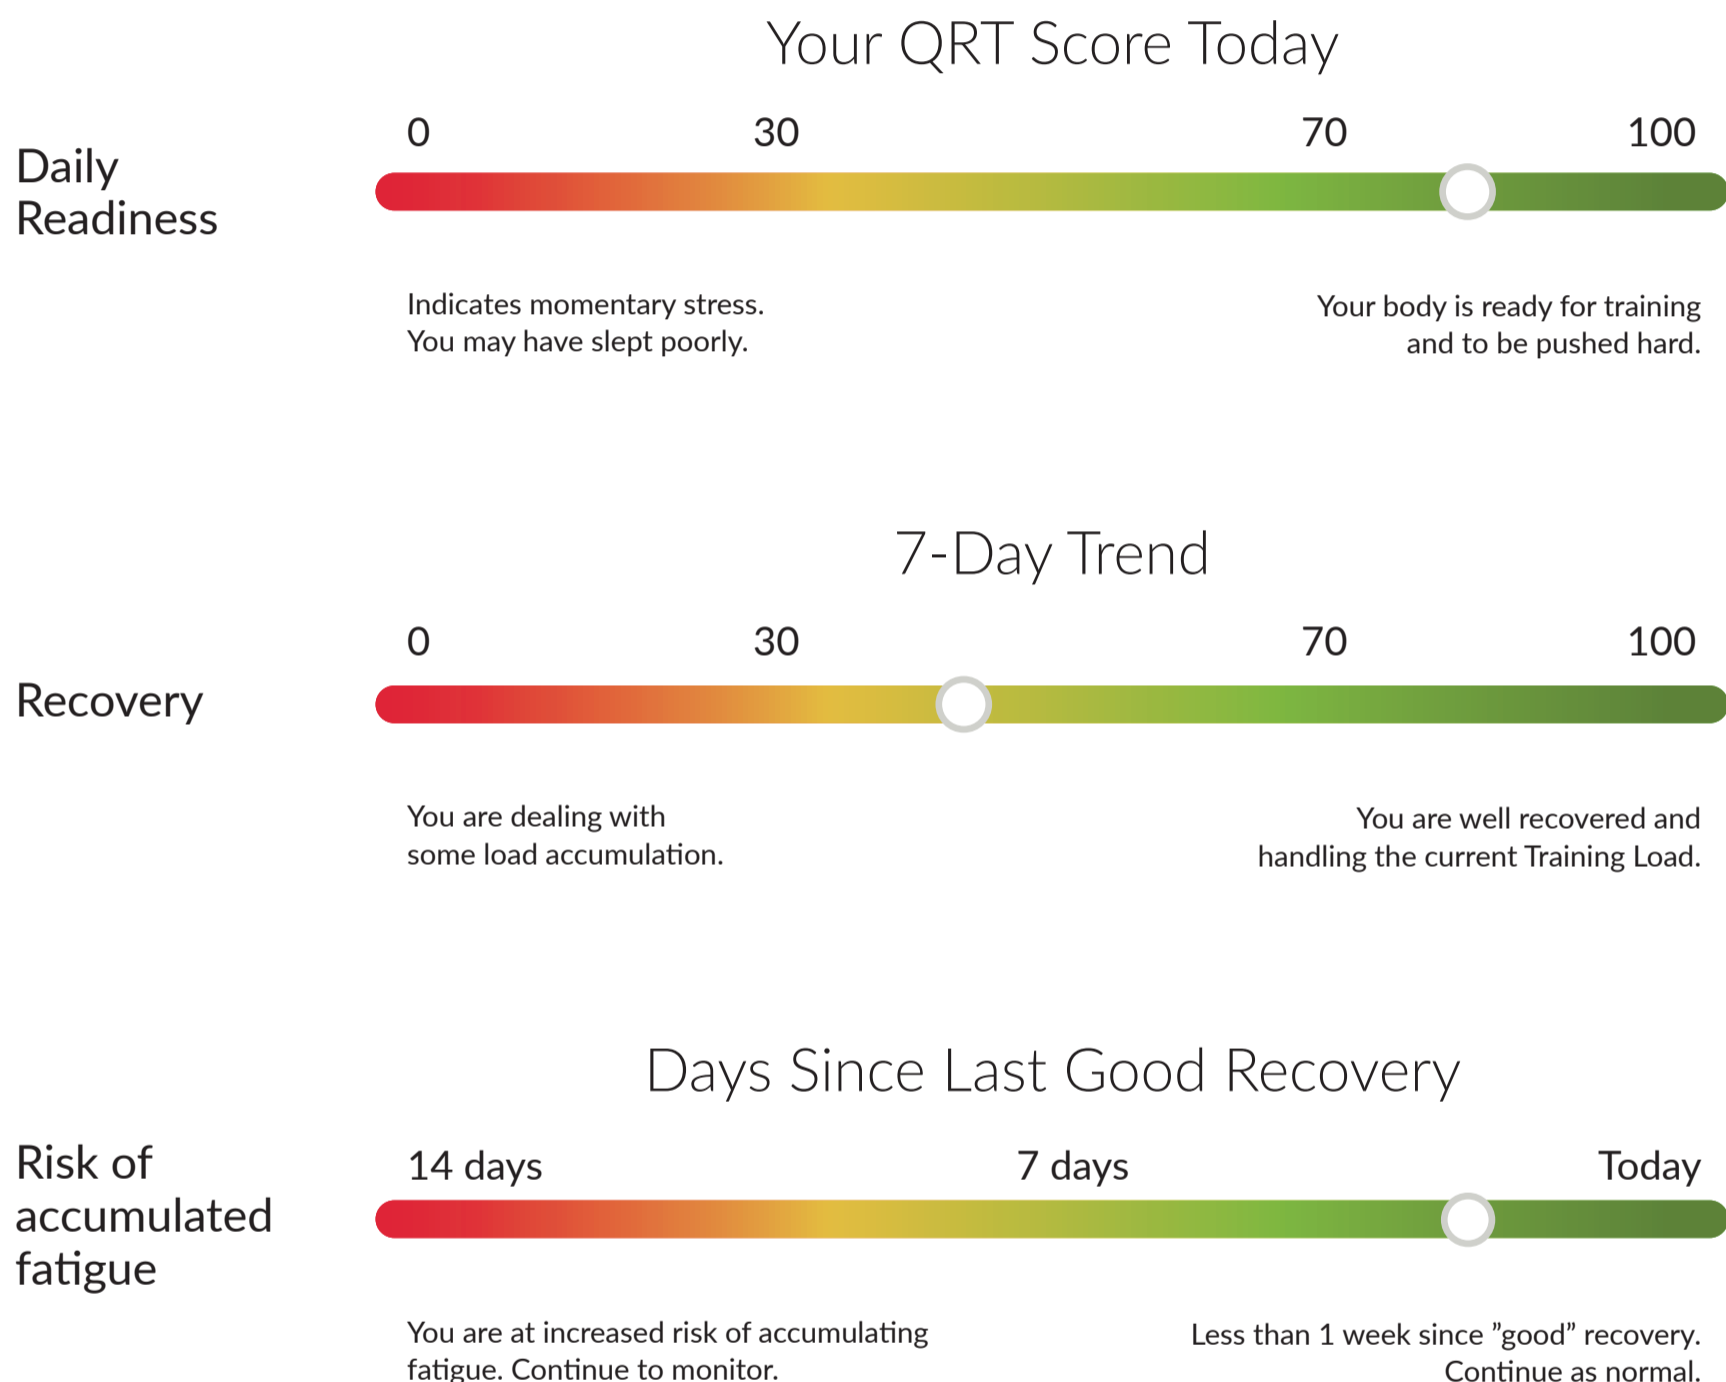 Your QRT Score Today
0 30 70 100
Daily
Readiness
Indicates momentary stress.
You may have slept poorly.
Your body is ready for training
and to be pushed hard.
7-Day Trend
0 30 70 100
Recovery
You are dealing with
some load accumulation.
You are well recovered and
handling the current Training Load.
Days Since Last Good Recovery
14 days 7 days Today
Risk of
accumulated
fatigue
You are at increased risk of accumulating
fatigue. Continue to monitor.
Less than 1 week since ”good” recovery.
Continue as normal.